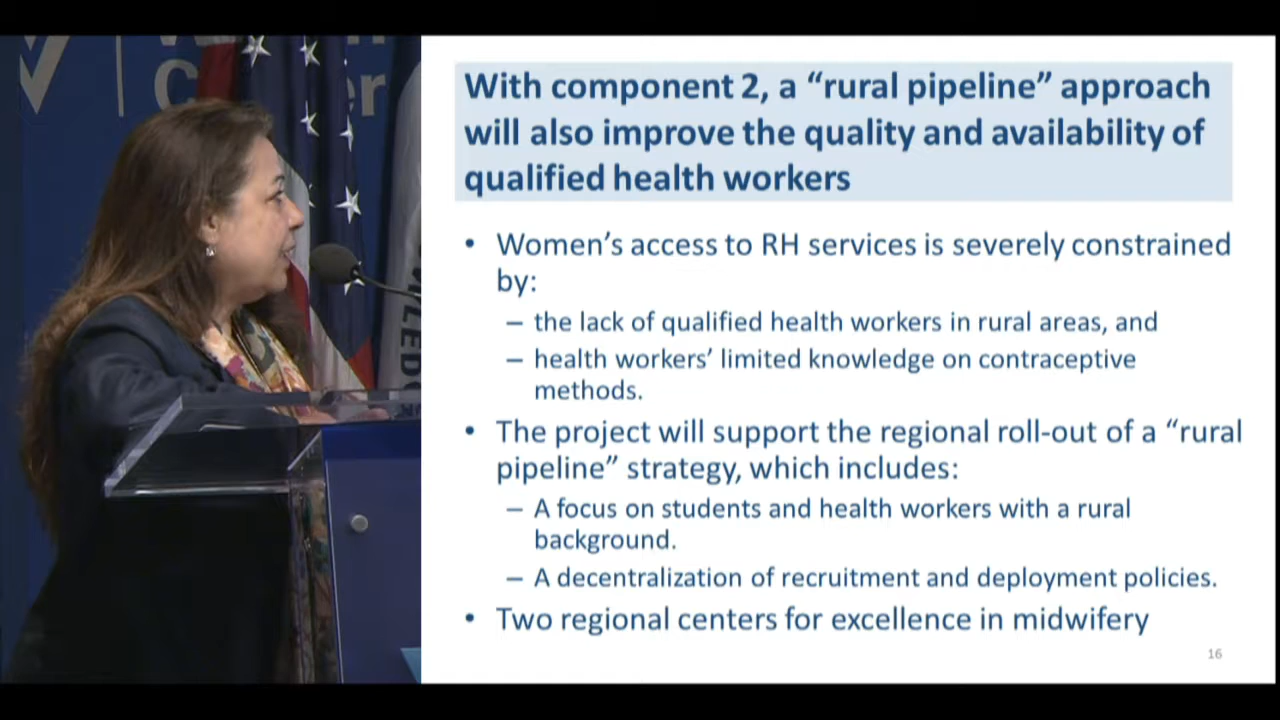 With component 2, a “rural pipeline” approach
will also improve the quality and availability of
qualified health workers
• Women’s access to RH services is severely constrained
by:
– the lack of qualified health workers in rural areas, and
– health workers’ limited knowledge on contraceptive
methods.
• The project will support the regional roll-out of a “rural
pipeline” strategy, which includes:
– A focus on students and health workers with a rural
background.
– A decentralization of recruitment and deployment policies.
• Two regional centers for excellence in midwifery
16